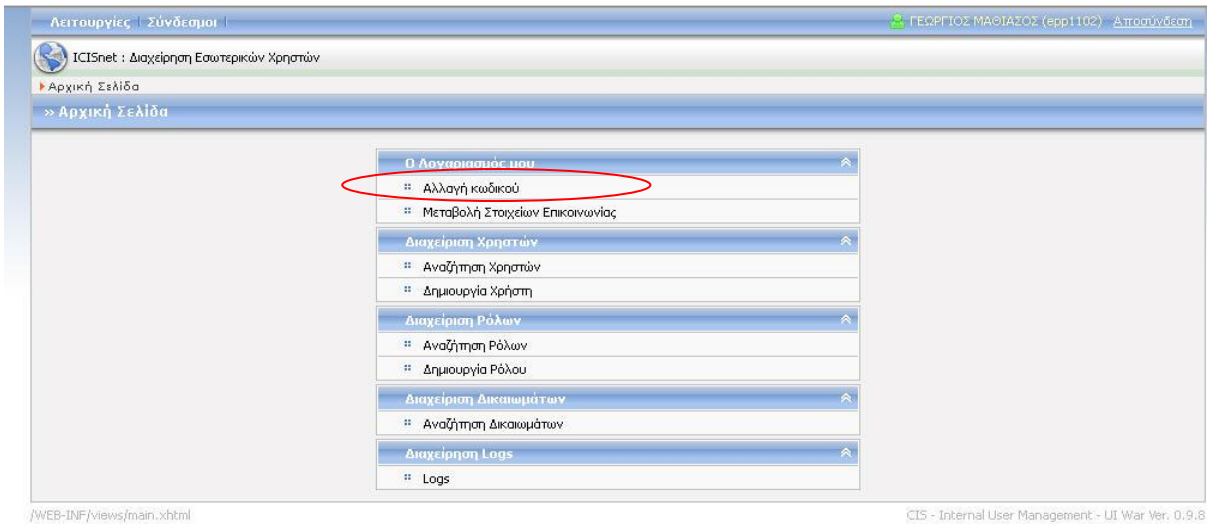 Λειτουργίες | Σύνδεσμοι | ΓΕΩΡΓΙΟΣ ΜΑΘΙΑΣΟΣ (epp1102) Αποσύνδεση
ICISnet : Διαχείρηση Εσωτερικών Χρηστών
Αρχική Σελίδα
» Αρχική Σελίδα
Ο Λογαριασμός μου
Αλλαγή κωδικού
Μεταβολή Στοιχείων Επικοινωνίας
Διαχείριση Χρηστών
Αναζήτηση Χρηστών
Δημιουργία Χρήστη
Διαχείριση Ρόλων
Αναζήτηση Ρόλων
Δημιουργία Ρόλου
Διαχείριση Δικαιωμάτων
Αναζήτηση Δικαιωμάτων
Διαχείρηση Logs
Logs
/WEB-INF/views/main.xhtml CIS - Internal User Management - UI War Ver. 0.9.8